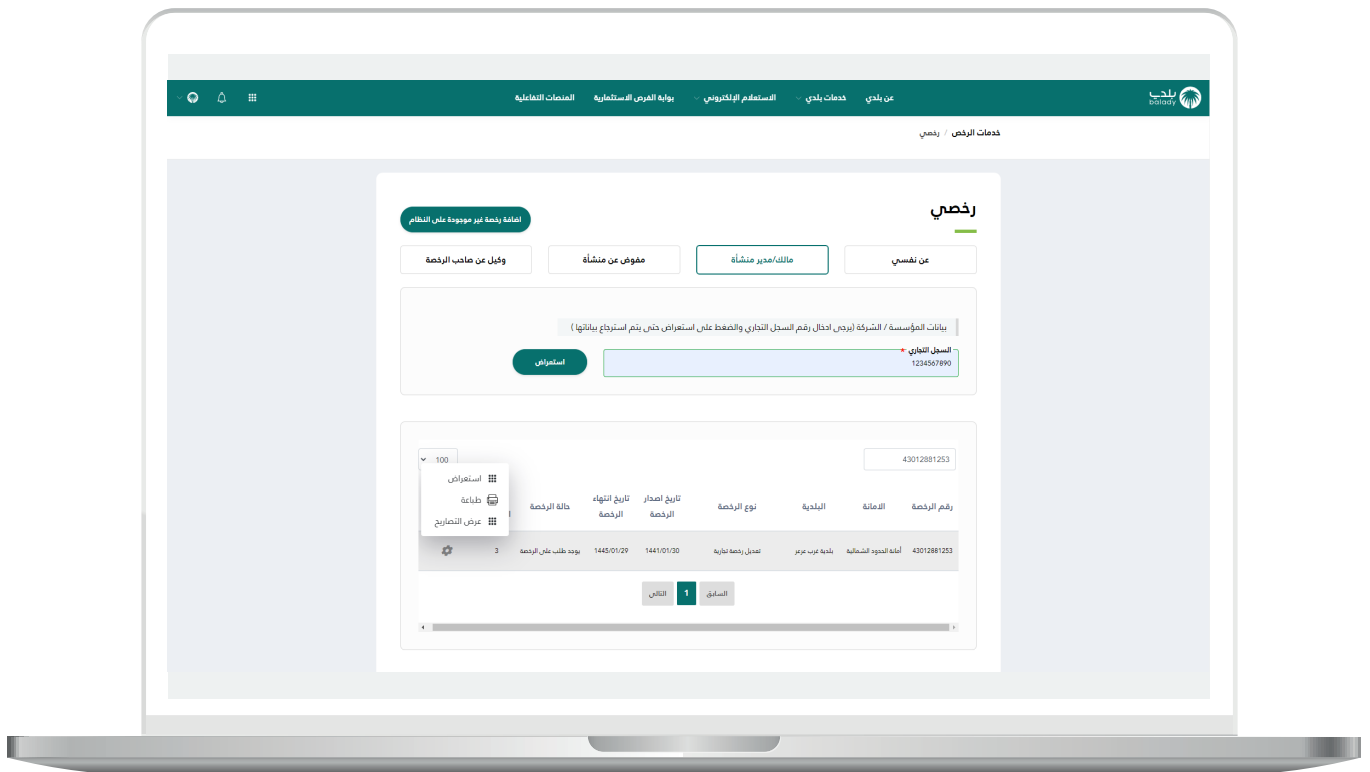 بلدي
balady
عن بلدي
خدمات بلدي
الاستعلام الإلكتروني
بوابة الفرص الاستثمارية
المنصات التفاعلية
خدمات الرخص / رخصي
رخصي
اضافة رخصة غير موجودة على النظام
عن نفسي
مالك/مدير منشأة
مفوض عن منشأة
وكيل عن صاحب الرخصة
بيانات المؤسسة / الشركة (يرجى ادخال رقم السجل التجاري والضغط على استعراض حتى يتم استرجاع بياناتها )
السجل التجاري *
1234567890
استعراض
43012881253
100
استعراض
طباعة
عرض التصاريح
رقم الرخصة
الامانة
البلدية
نوع الرخصة
تاريخ اصدار الرخصة
تاريخ انتهاء الرخصة
حالة الرخصة
43012881253
أمانة الحدود الشمالية
بلدية غرب عرعر
تعديل رخصة تجارية
1441/01/30
1445/01/29
يوجد طلب على الرخصة
3
السابق
1
التالي